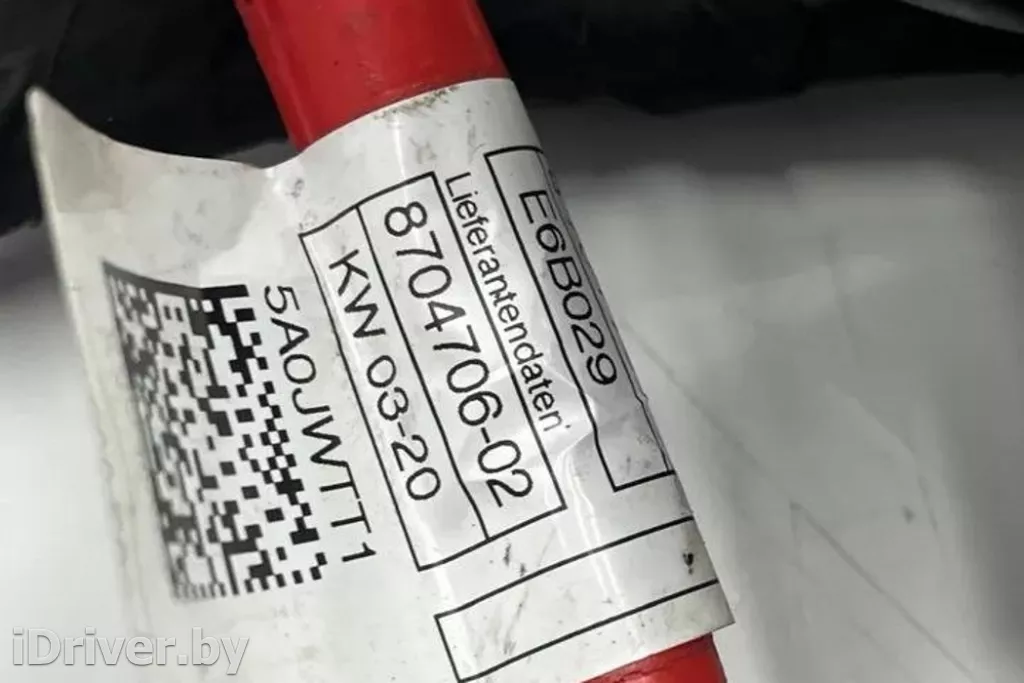 E6B029
Lieferantendaten
8704706-02
KW 03-20
5A0JWTT1
iDriver.by